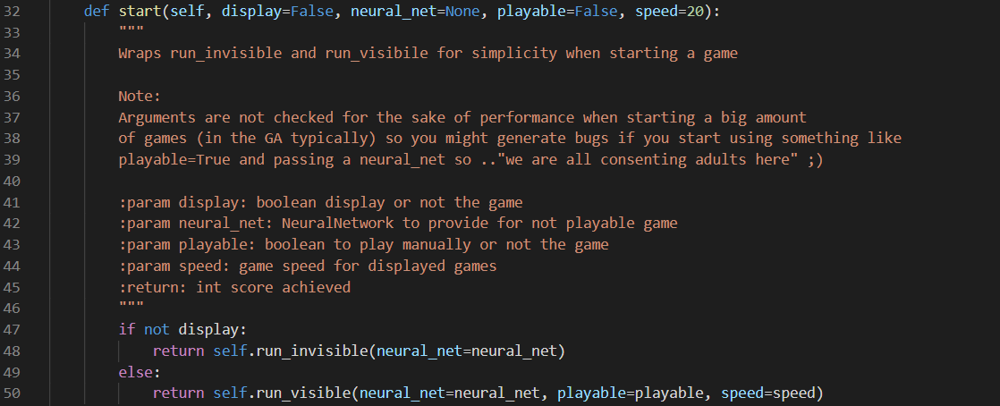 32 def start(self, display=False, neural_net=None, playable=False, speed=20):
33 """
34 Wraps run_invisible and run_visibile for simplicity when starting a game
35
36 Note:
37 Arguments are not checked for the sake of performance when starting a big amount
38 of games (in the GA typically) so you might generate bugs if you start using something like
39 playable=True and passing a neural_net so .."we are all consenting adults here" ;)
40
41 :param display: boolean display or not the game
42 :param neural_net: NeuralNetwork to provide for not playable game
43 :param playable: boolean to play manually or not the game
44 :param speed: game speed for displayed games
45 :return: int score achieved
46 """
47 if not display:
48 return self.run_invisible(neural_net=neural_net)
49 else:
50 return self.run_visible(neural_net=neural_net, playable=playable, speed=speed)